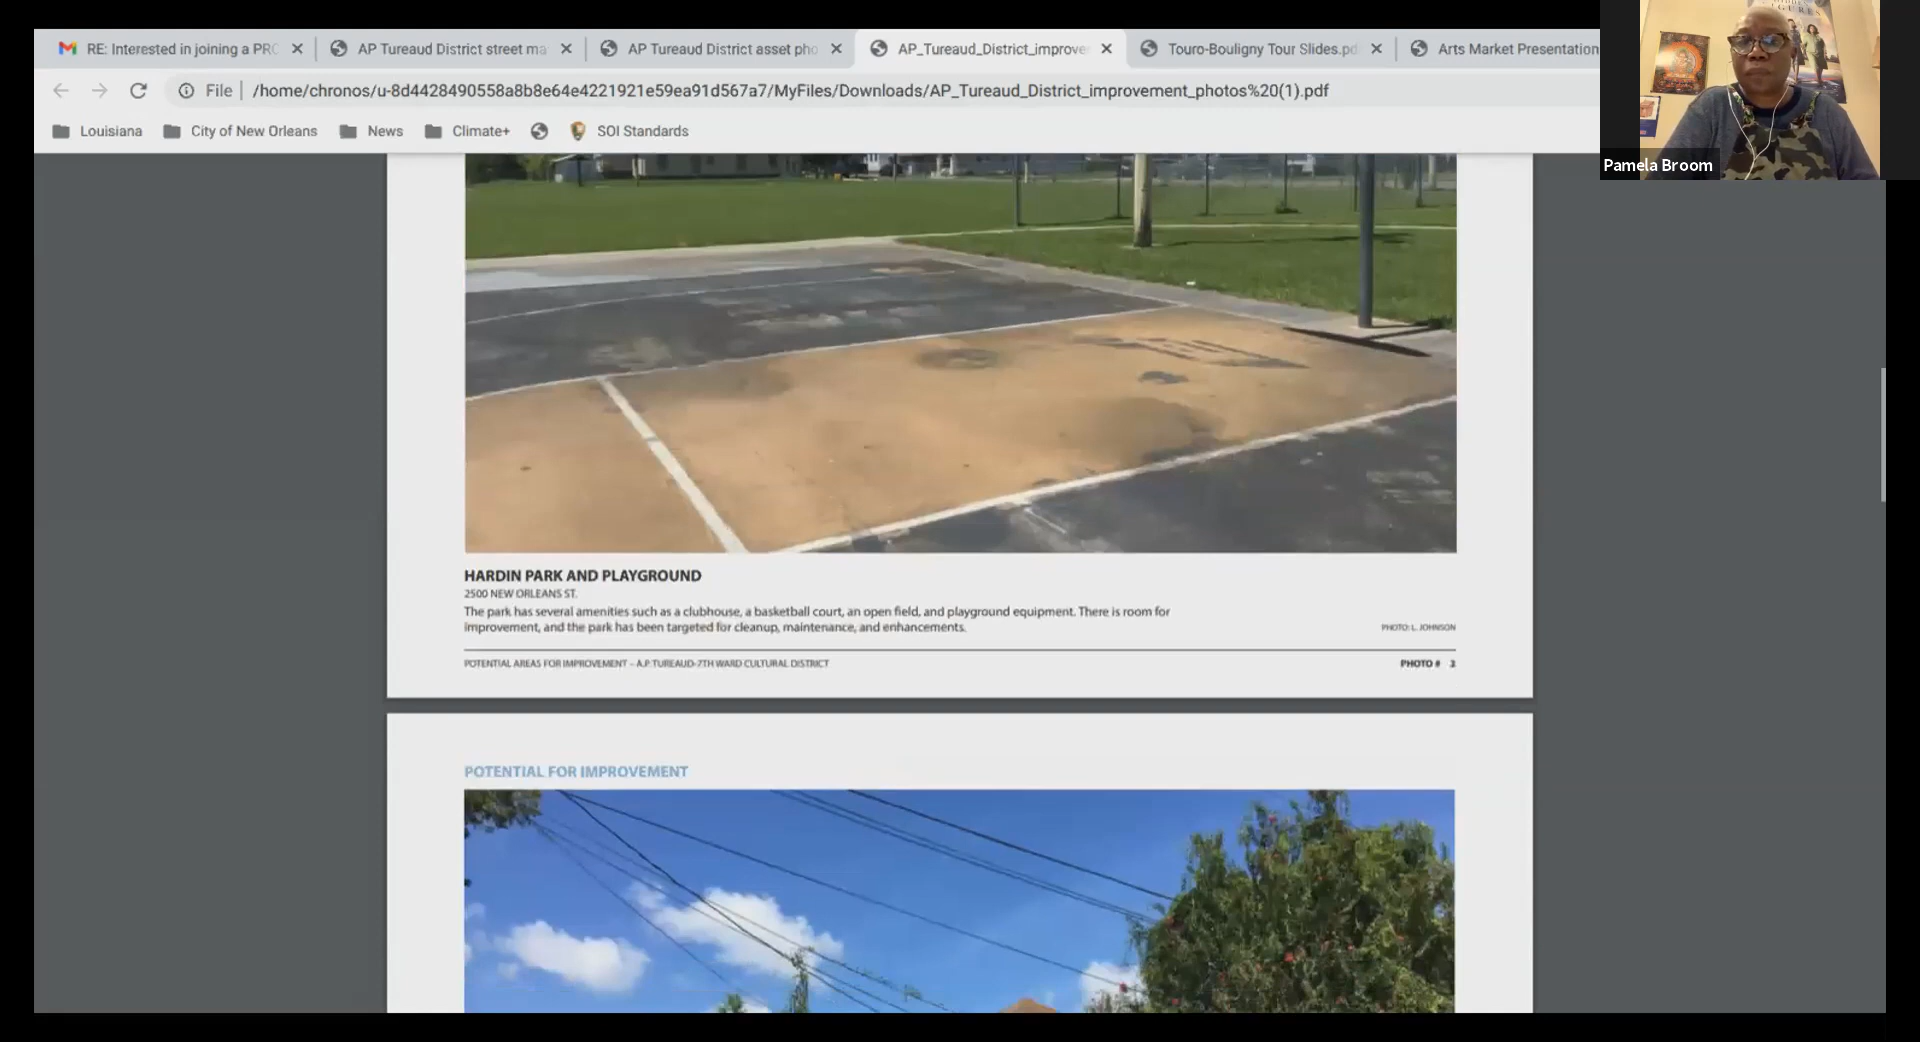 RE: Interested in joining a PRC
AP Tureaud District street ma
AP Tureaud District asset pho
AP_Tureaud_District_improve
Touro-Bouligny Tour Slides.pd
Arts Market Presentation
File /home/chronos/u-8d4428490558a8b8e64e4221921e59ea91d567a7/MyFiles/Downloads/AP_Tureaud_District_improvement_photos%20(1).pdf
Louisiana
City of New Orleans
News
Climate+
SOI Standards
Pamela Broom
HARDIN PARK AND PLAYGROUND
2500 NEW ORLEANS ST.
The park has several amenities such as a clubhouse, a basketball court, an open field, and playground equipment. There is room for
improvement, and the park has been targeted for cleanup, maintenance, and enhancements.
PHOTO: L. JOHNSON
POTENTIAL AREAS FOR IMPROVEMENT – A.P. TUREAUD-7TH WARD CULTURAL DISTRICT
PHOTO # 3
POTENTIAL FOR IMPROVEMENT